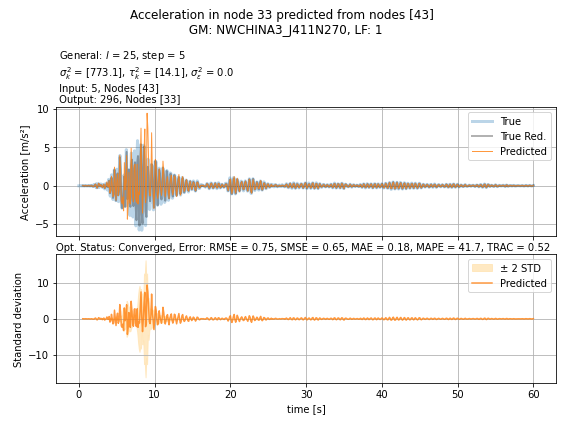 Acceleration in node 33 predicted from nodes [43]
GM: NWCHINA3_J411N270, LF: 1
General: l = 25, step = 5
σ²ₖ = [773.1], τ²ₖ = [14.1], σ²ε = 0.0
Input: 5, Nodes [43]
Output: 296, Nodes [33]
Acceleration [m/s²]
10
5
0
−5
True
True Red.
Predicted
Opt. Status: Converged, Error: RMSE = 0.75, SMSE = 0.65, MAE = 0.18, MAPE = 41.7, TRAC = 0.52
Standard deviation
10
0
−10
± 2 STD
Predicted
0 10 20 30 40 50 60
time [s]